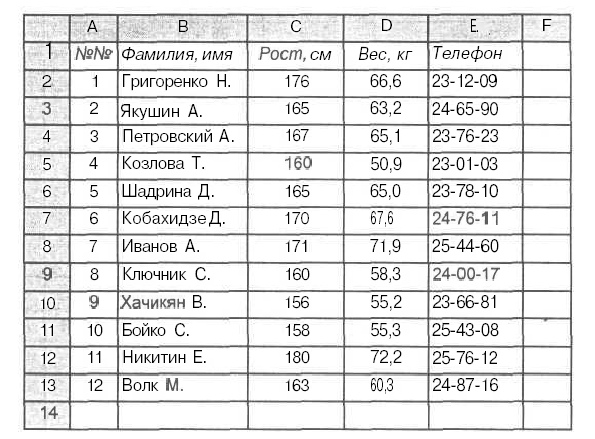 A B C D E F
1 №№ Фамилия, имя Рост, см Вес, кг Телефон
2 1 Григоренко Н. 176 66,6 23-12-09
3 2 Якушин А. 165 63,2 24-65-90
4 3 Петровский А. 167 65,1 23-76-23
5 4 Козлова Т. 160 50,9 23-01-03
6 5 Шадрина Д. 165 65,0 23-78-10
7 6 Кобахидзе Д. 170 67,6 24-76-11
8 7 Иванов А. 171 71,9 25-44-60
9 8 Ключник С. 160 58,3 24-00-17
10 9 Хачикян В. 156 55,2 23-66-81
11 10 Бойко С. 158 55,3 25-43-08
12 11 Никитин Е. 180 72,2 25-76-12
13 12 Волк М. 163 60,3 24-87-16
14